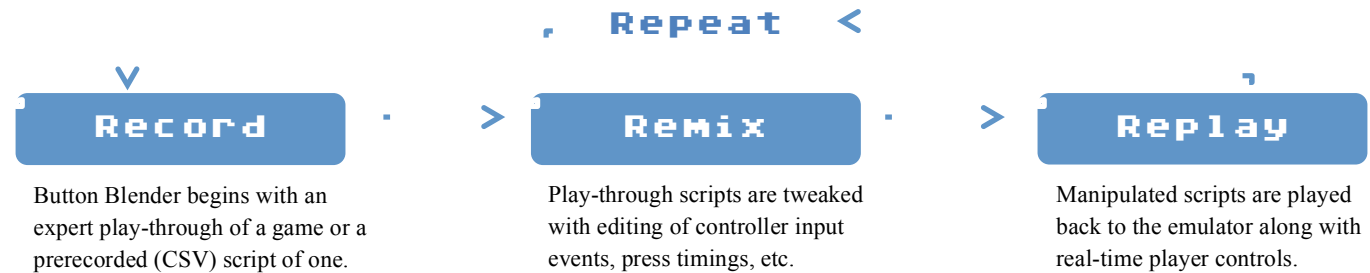 Repeat
Record
Remix
Replay
Button Blender begins with an
expert play-through of a game or a
prerecorded (CSV) script of one.
Play-through scripts are tweaked
with editing of controller input
events, press timings, etc.
Manipulated scripts are played
back to the emulator along with
real-time player controls.